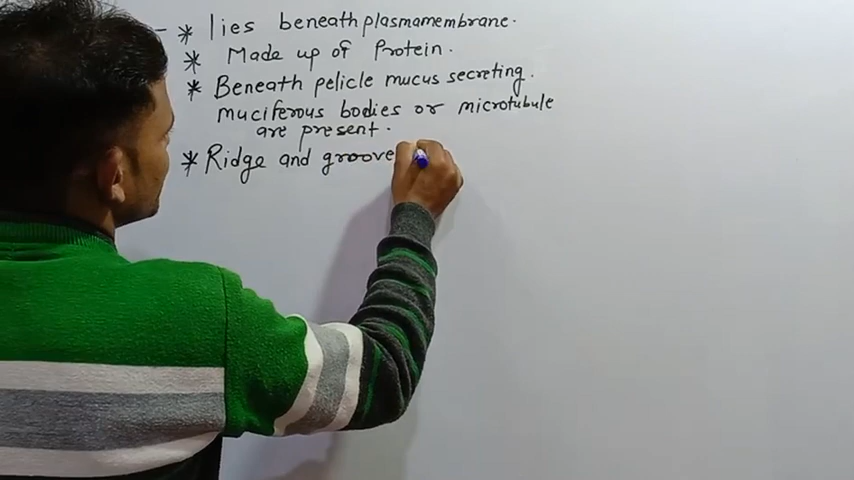 - * lies beneath plasmamembrane.
* Made up of Protein.
* Beneath pelicle mucus secreting.
muciferous bodies or microtubule
are present.
* Ridge and groove